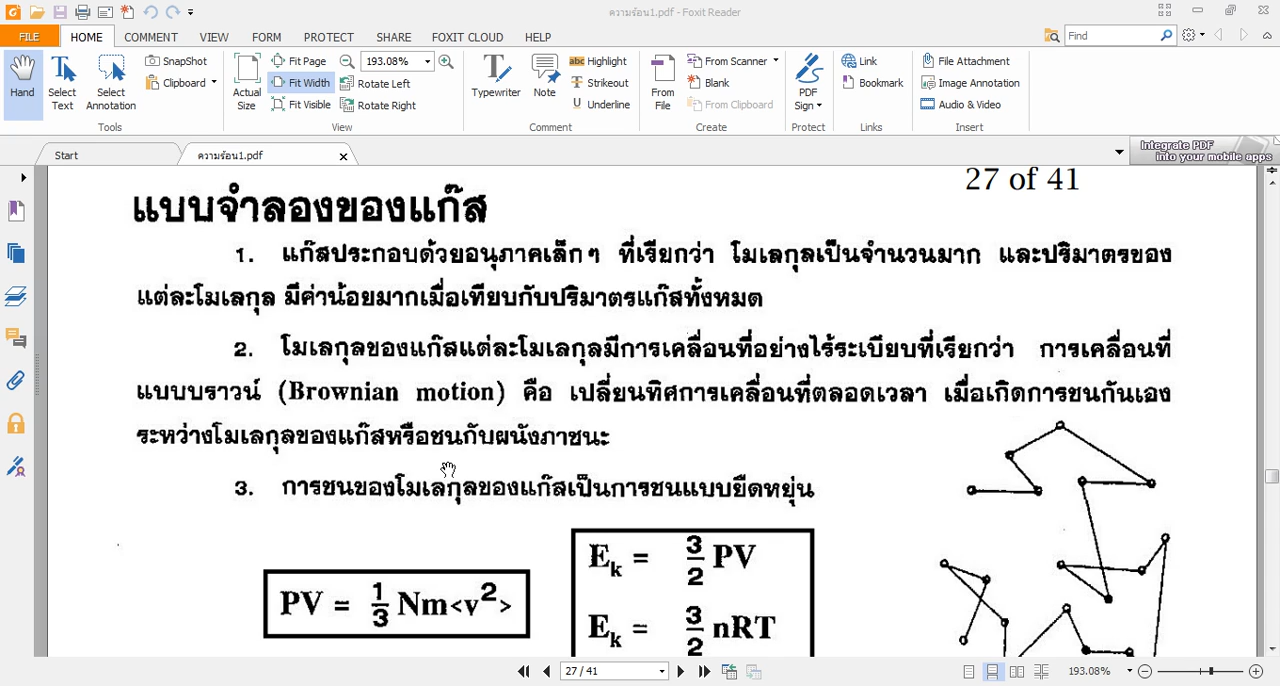 ความร้อน1.pdf - Foxit Reader
FILE HOME COMMENT VIEW FORM PROTECT SHARE FOXIT CLOUD HELP Find
Hand
Select Text
Select Annotation
SnapShot
Clipboard
Tools
Actual Size
Fit Page
Fit Width
Fit Visible
193.08%
Rotate Left
Rotate Right
View
Typewriter
Note
abc Highlight
Strikeout
U Underline
Comment
From File
From Scanner
Blank
From Clipboard
Create
PDF Sign
Protect
Link
Bookmark
Links
File Attachment
Image Annotation
Audio & Video
Insert
Start ความร้อน1.pdf
Integrete PDF
into your mobile apps
27 of 41
แบบจำลองของแก๊ส
1. แก๊สประกอบด้วยอนุภาคเล็กๆ ที่เรียกว่า โมเลกุลเป็นจำนวนมาก และปริมาตรของ
แต่ละโมเลกุล มีค่าน้อยมากเมื่อเทียบกับปริมาตรแก๊สทั้งหมด
2. โมเลกุลของแก๊สแต่ละโมเลกุลมีการเคลื่อนที่อย่างไร้ระเบียบที่เรียกว่า การเคลื่อนที่
แบบบราวน์ (Brownian motion) คือ เปลี่ยนทิศการเคลื่อนที่ตลอดเวลา เมื่อเกิดการชนกันเอง
ระหว่างโมเลกุลของแก๊สหรือชนกับผนังภาชนะ
3. การชนของโมเลกุลของแก๊สเป็นการชนแบบยืดหยุ่น
PV = 1/3 Nm<v²>
Eₖ = 3/2 PV
Eₖ = 3/2 nRT
27 / 41 193.08%